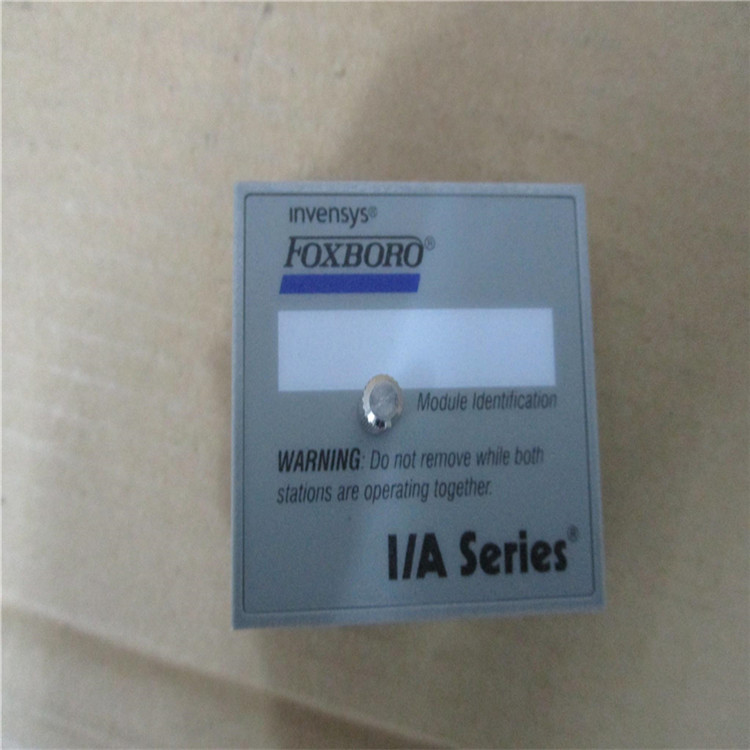 invensys®
FOXBORO®
Module Identification
WARNING: Do not remove while both
stations are operating together.
I/A Series®